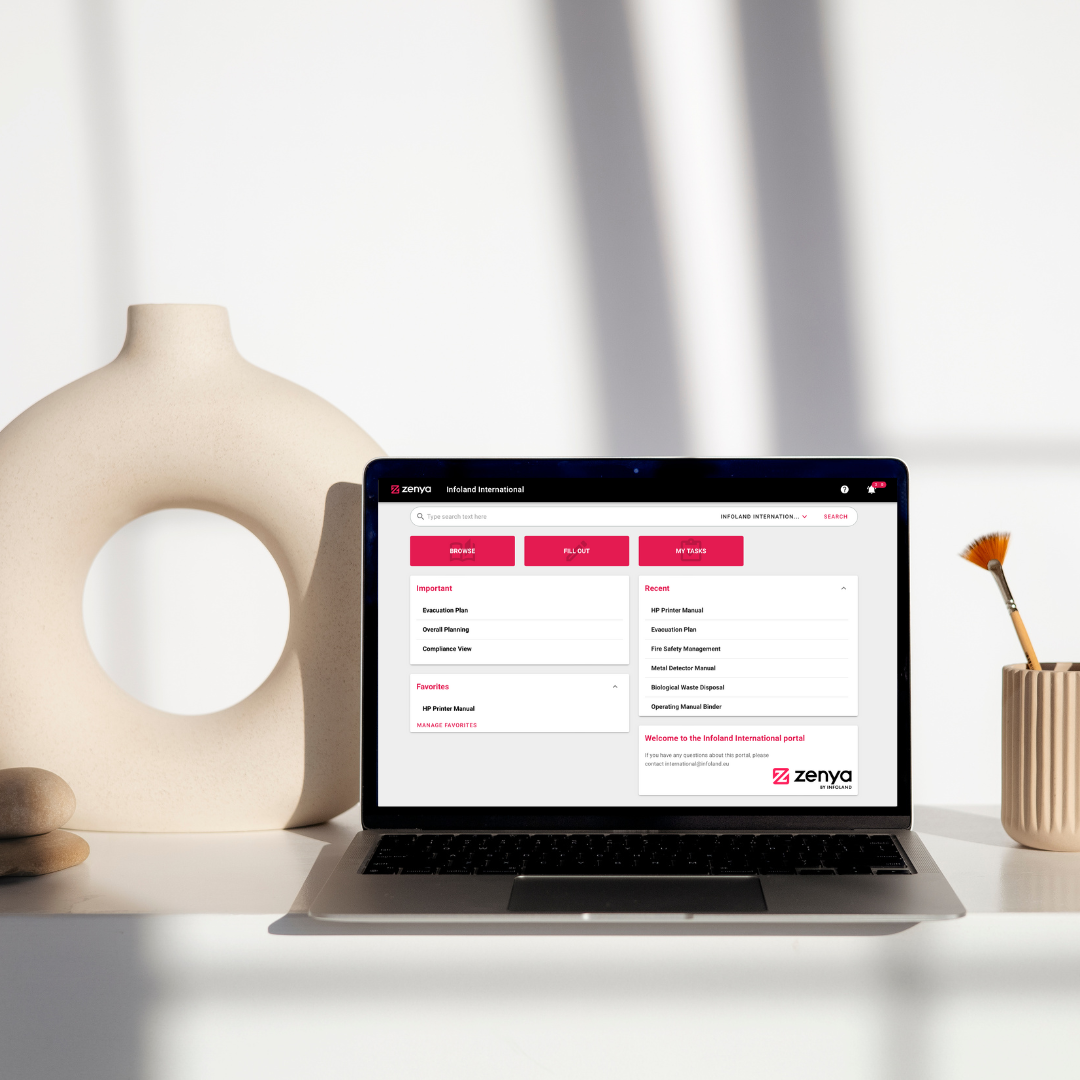 zenya Infoland International
Type search text here INFOLAND INTERNATION... SEARCH
BROWSE FILL OUT MY TASKS
Important
Evacuation Plan
Overall Planning
Compliance View
Favorites
HP Printer Manual
MANAGE FAVORITES
Recent
HP Printer Manual
Evacuation Plan
Fire Safety Management
Metal Detector Manual
Biological Waste Disposal
Operating Manual Binder
Welcome to the Infoland International portal
If you have any questions about this portal, please
contact international@infoland.eu
zenya
BY INFOLAND